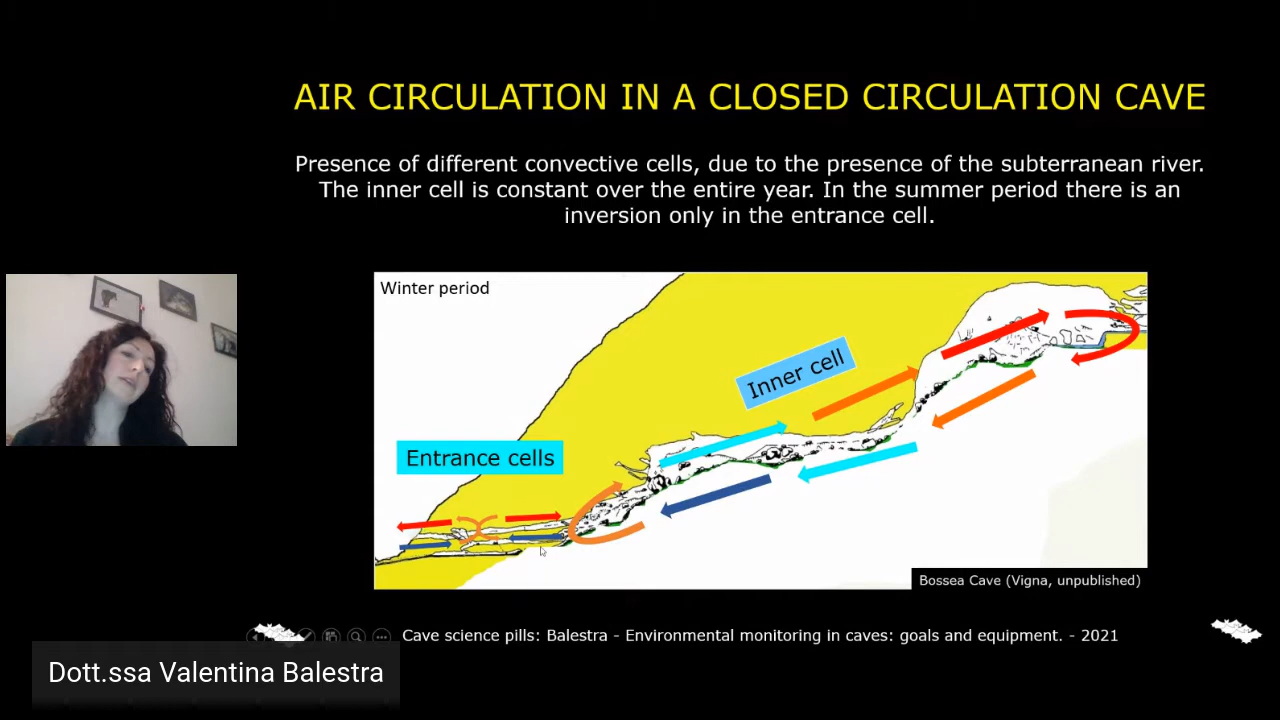 AIR CIRCULATION IN A CLOSED CIRCULATION CAVE
Presence of different convective cells, due to the presence of the subterranean river.
The inner cell is constant over the entire year. In the summer period there is an
inversion only in the entrance cell.
Winter period
Inner cell
Entrance cells
Bossea Cave (Vigna, unpublished)
Cave science pills: Balestra - Environmental monitoring in caves: goals and equipment. - 2021
Dott.ssa Valentina Balestra